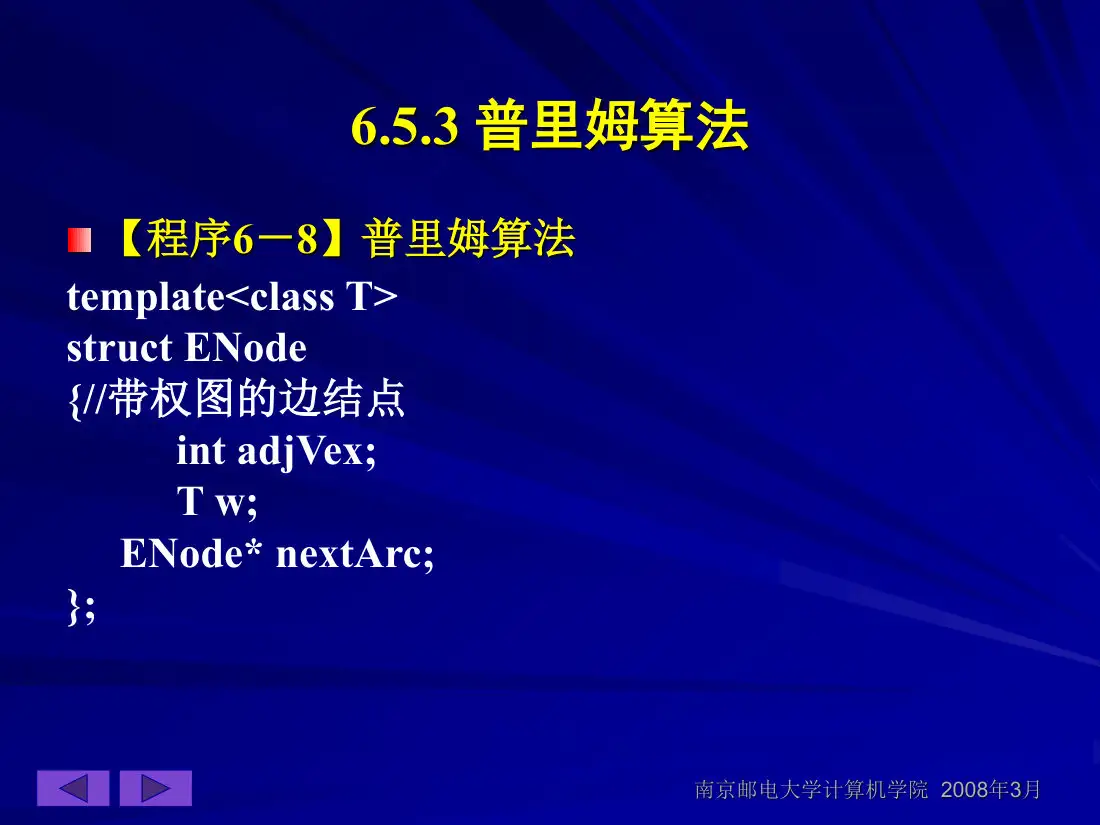 6.5.3 普里姆算法
【程序6－8】普里姆算法
template<class T>
struct ENode
{//带权图的边结点
int adjVex;
T w;
ENode* nextArc;
};
南京邮电大学计算机学院 2008年3月